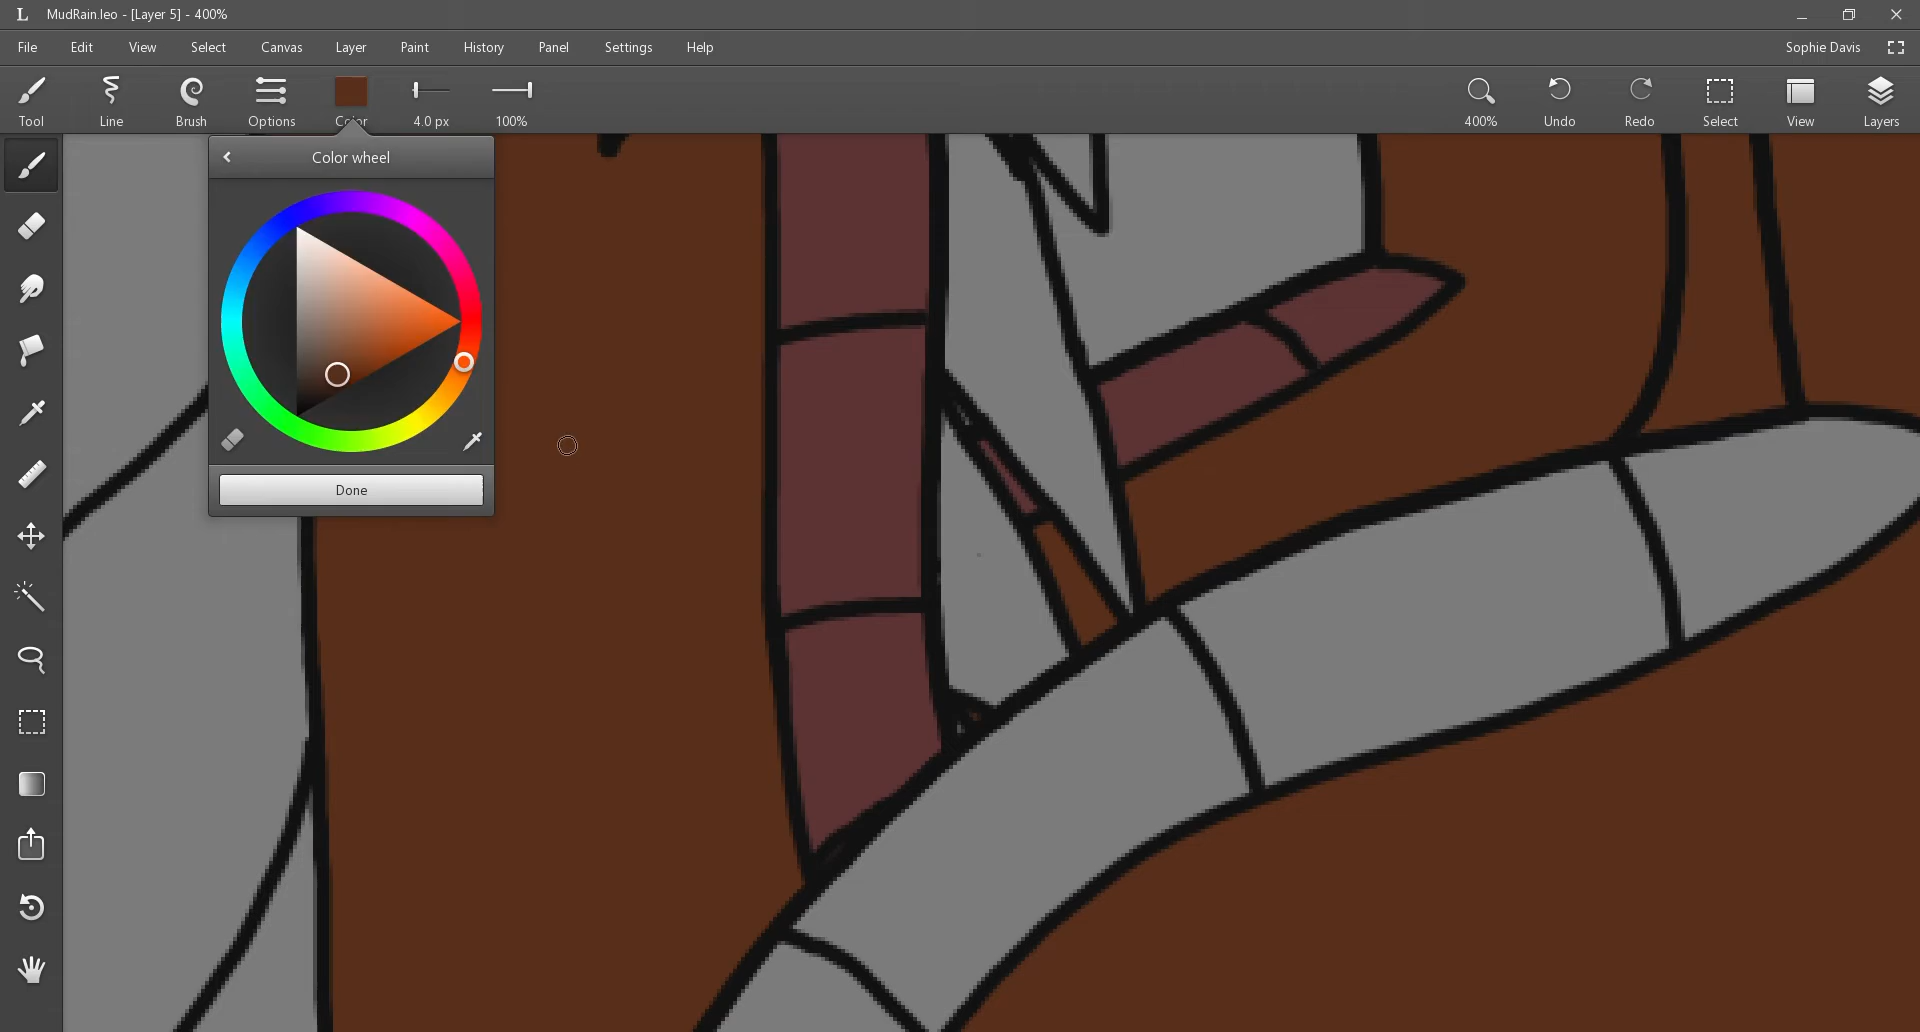 L MudRain.leo - [Layer 5] - 400%
File Edit View Select Canvas Layer Paint History Panel Settings Help Sophie Davis
Tool Line Brush Options Color 4.0 px 100% 400% Undo Redo Select View Layers
Color wheel
Done